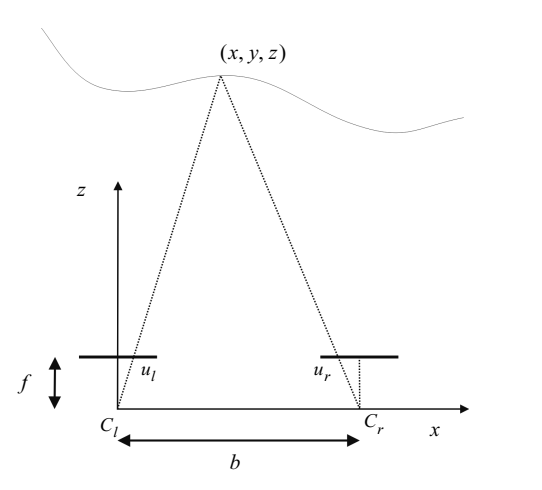 (x, y, z)
z
f
u_l
u_r
C_l
C_r
x
b